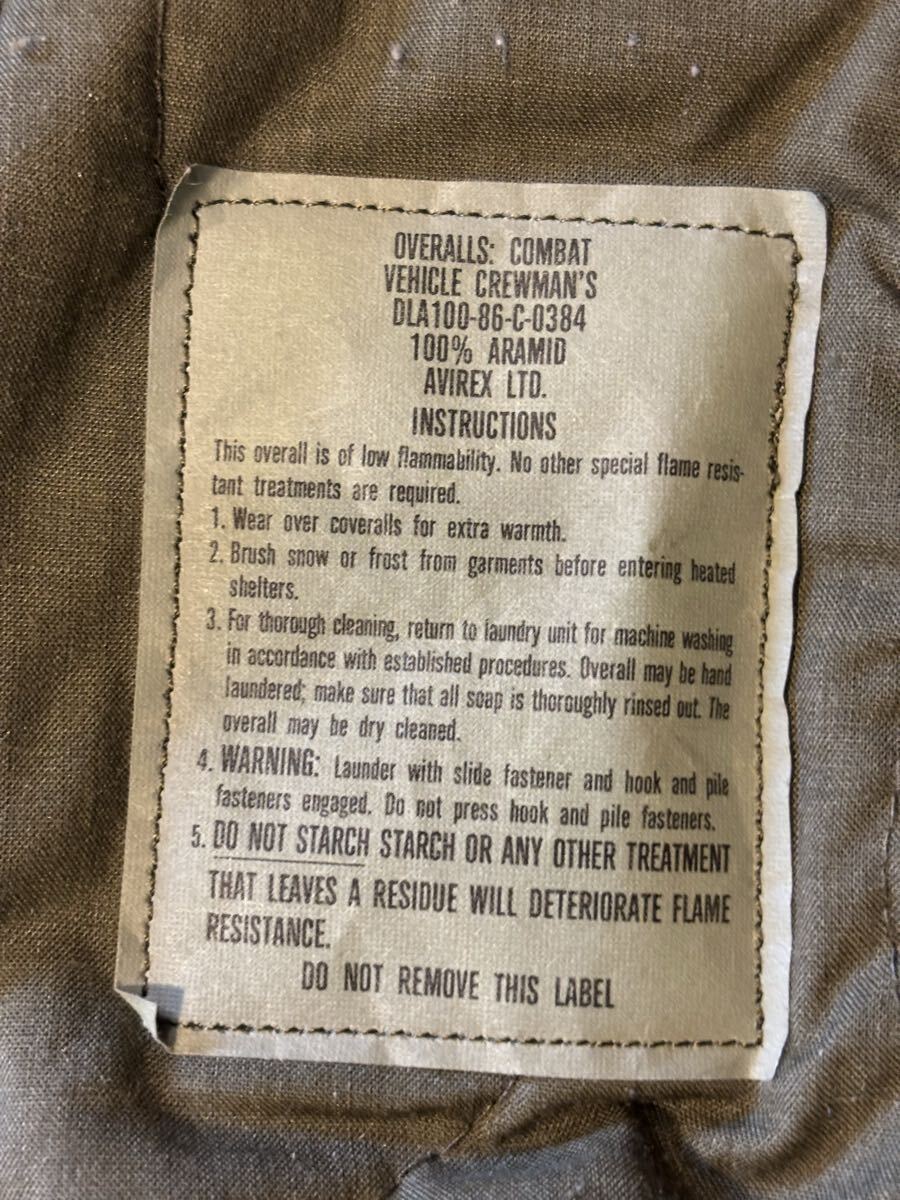 OVERALLS: COMBAT
VEHICLE CREWMAN'S
DLA100-86-C-0384
100% ARAMID
AVIREX LTD.
INSTRUCTIONS
This overall is of low flammability. No other special flame resis-
tant treatments are required.
1. Wear over coveralls for extra warmth.
2. Brush snow or frost from garments before entering heated
shelters.
3. For thorough cleaning, return to laundry unit for machine washing
in accordance with established procedures. Overall may be hand
laundered; make sure that all soap is thoroughly rinsed out. The
overall may be dry cleaned.
4. WARNING: Launder with slide fastener and hook and pile
fasteners engaged. Do not press hook and pile fasteners.
5. DO NOT STARCH STARCH OR ANY OTHER TREATMENT
THAT LEAVES A RESIDUE WILL DETERIORATE FLAME
RESISTANCE.
DO NOT REMOVE THIS LABEL